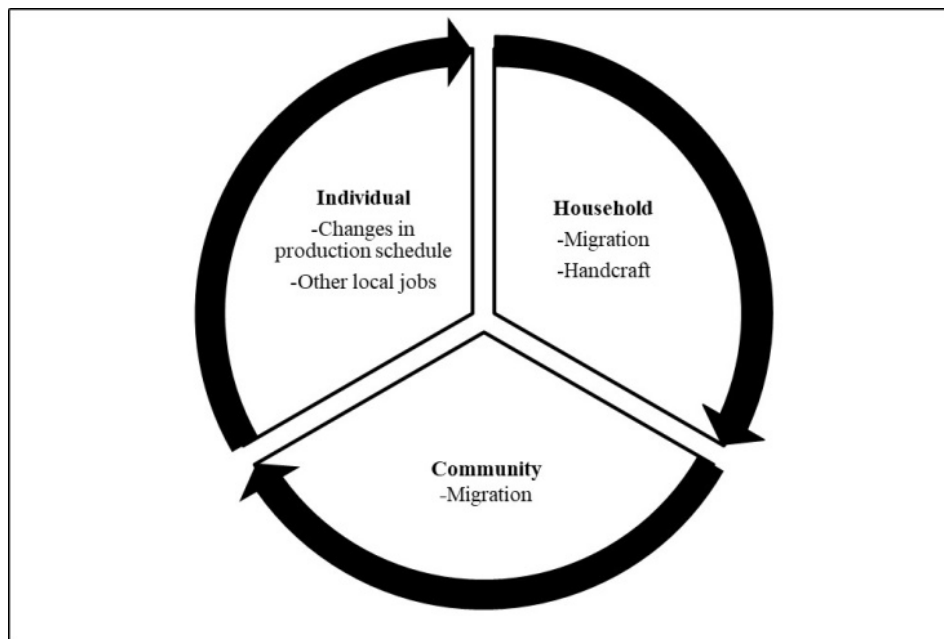 Individual
-Changes in
production schedule
-Other local jobs
Household
-Migration
-Handcraft
Community
-Migration